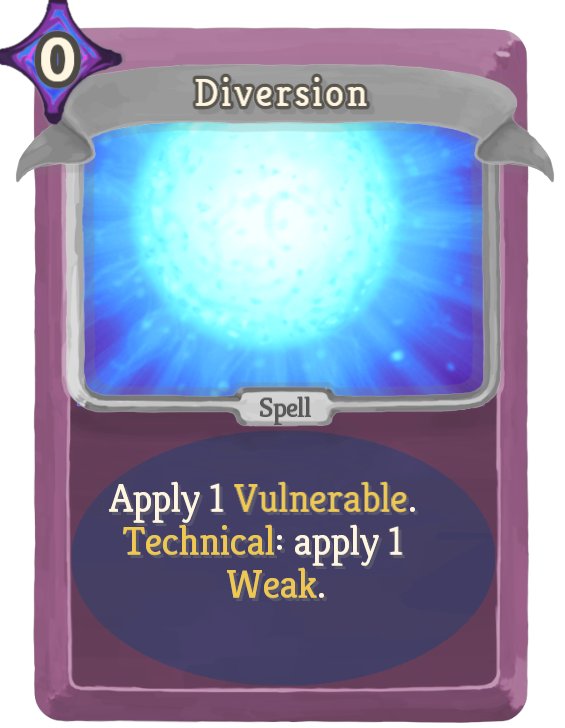 0
Diversion
Spell
Apply 1 Vulnerable.
Technical: apply 1
Weak.